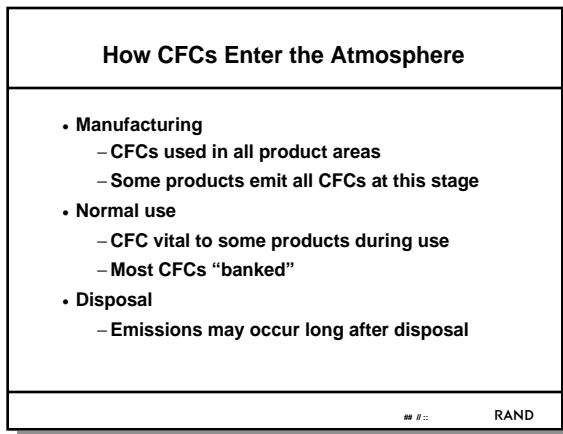 How CFCs Enter the Atmosphere
• Manufacturing
– CFCs used in all product areas
– Some products emit all CFCs at this stage
• Normal use
– CFC vital to some products during use
– Most CFCs “banked”
• Disposal
– Emissions may occur long after disposal
## // :: RAND